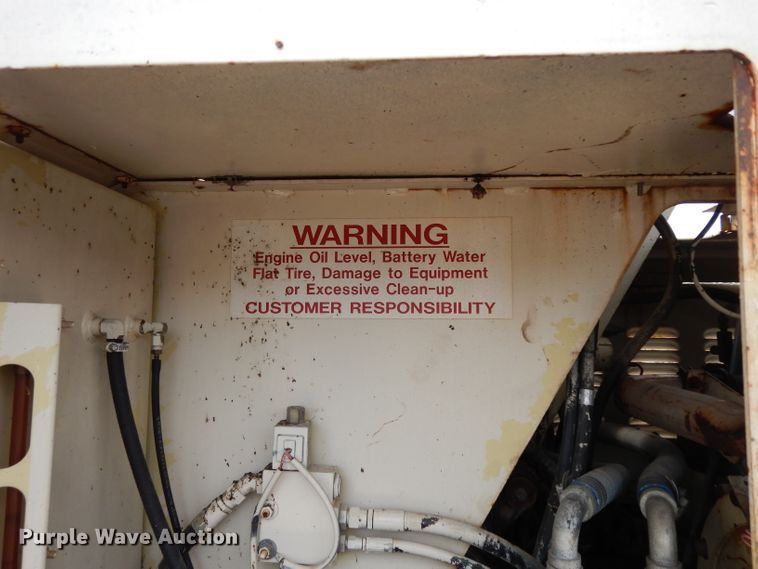 WARNING
Engine Oil Level, Battery Water
Flat Tire, Damage to Equipment
or Excessive Clean-up
CUSTOMER RESPONSIBILITY
Purple Wave Auction